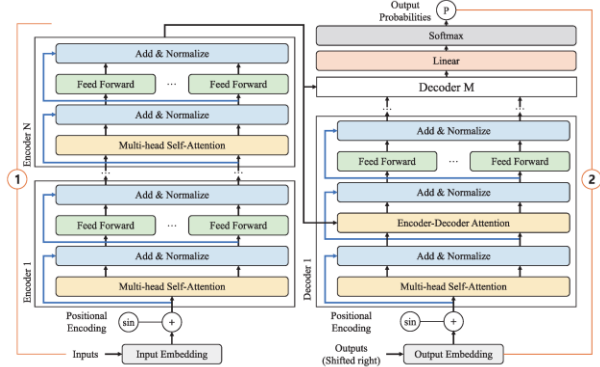 Output
Probabilities
P
Softmax
Linear
Decoder M
...
...
Add & Normalize
Feed Forward
...
Feed Forward
Add & Normalize
Encoder-Decoder Attention
Add & Normalize
Multi-head Self-Attention
Decoder 1
Positional
Encoding
sin
+
Outputs
(Shifted right)
Output Embedding
2
1
Encoder N
Add & Normalize
Feed Forward
...
Feed Forward
Add & Normalize
Multi-head Self-Attention
...
...
Encoder 1
Add & Normalize
Feed Forward
...
Feed Forward
Add & Normalize
Multi-head Self-Attention
Positional
Encoding
sin
+
Inputs
Input Embedding